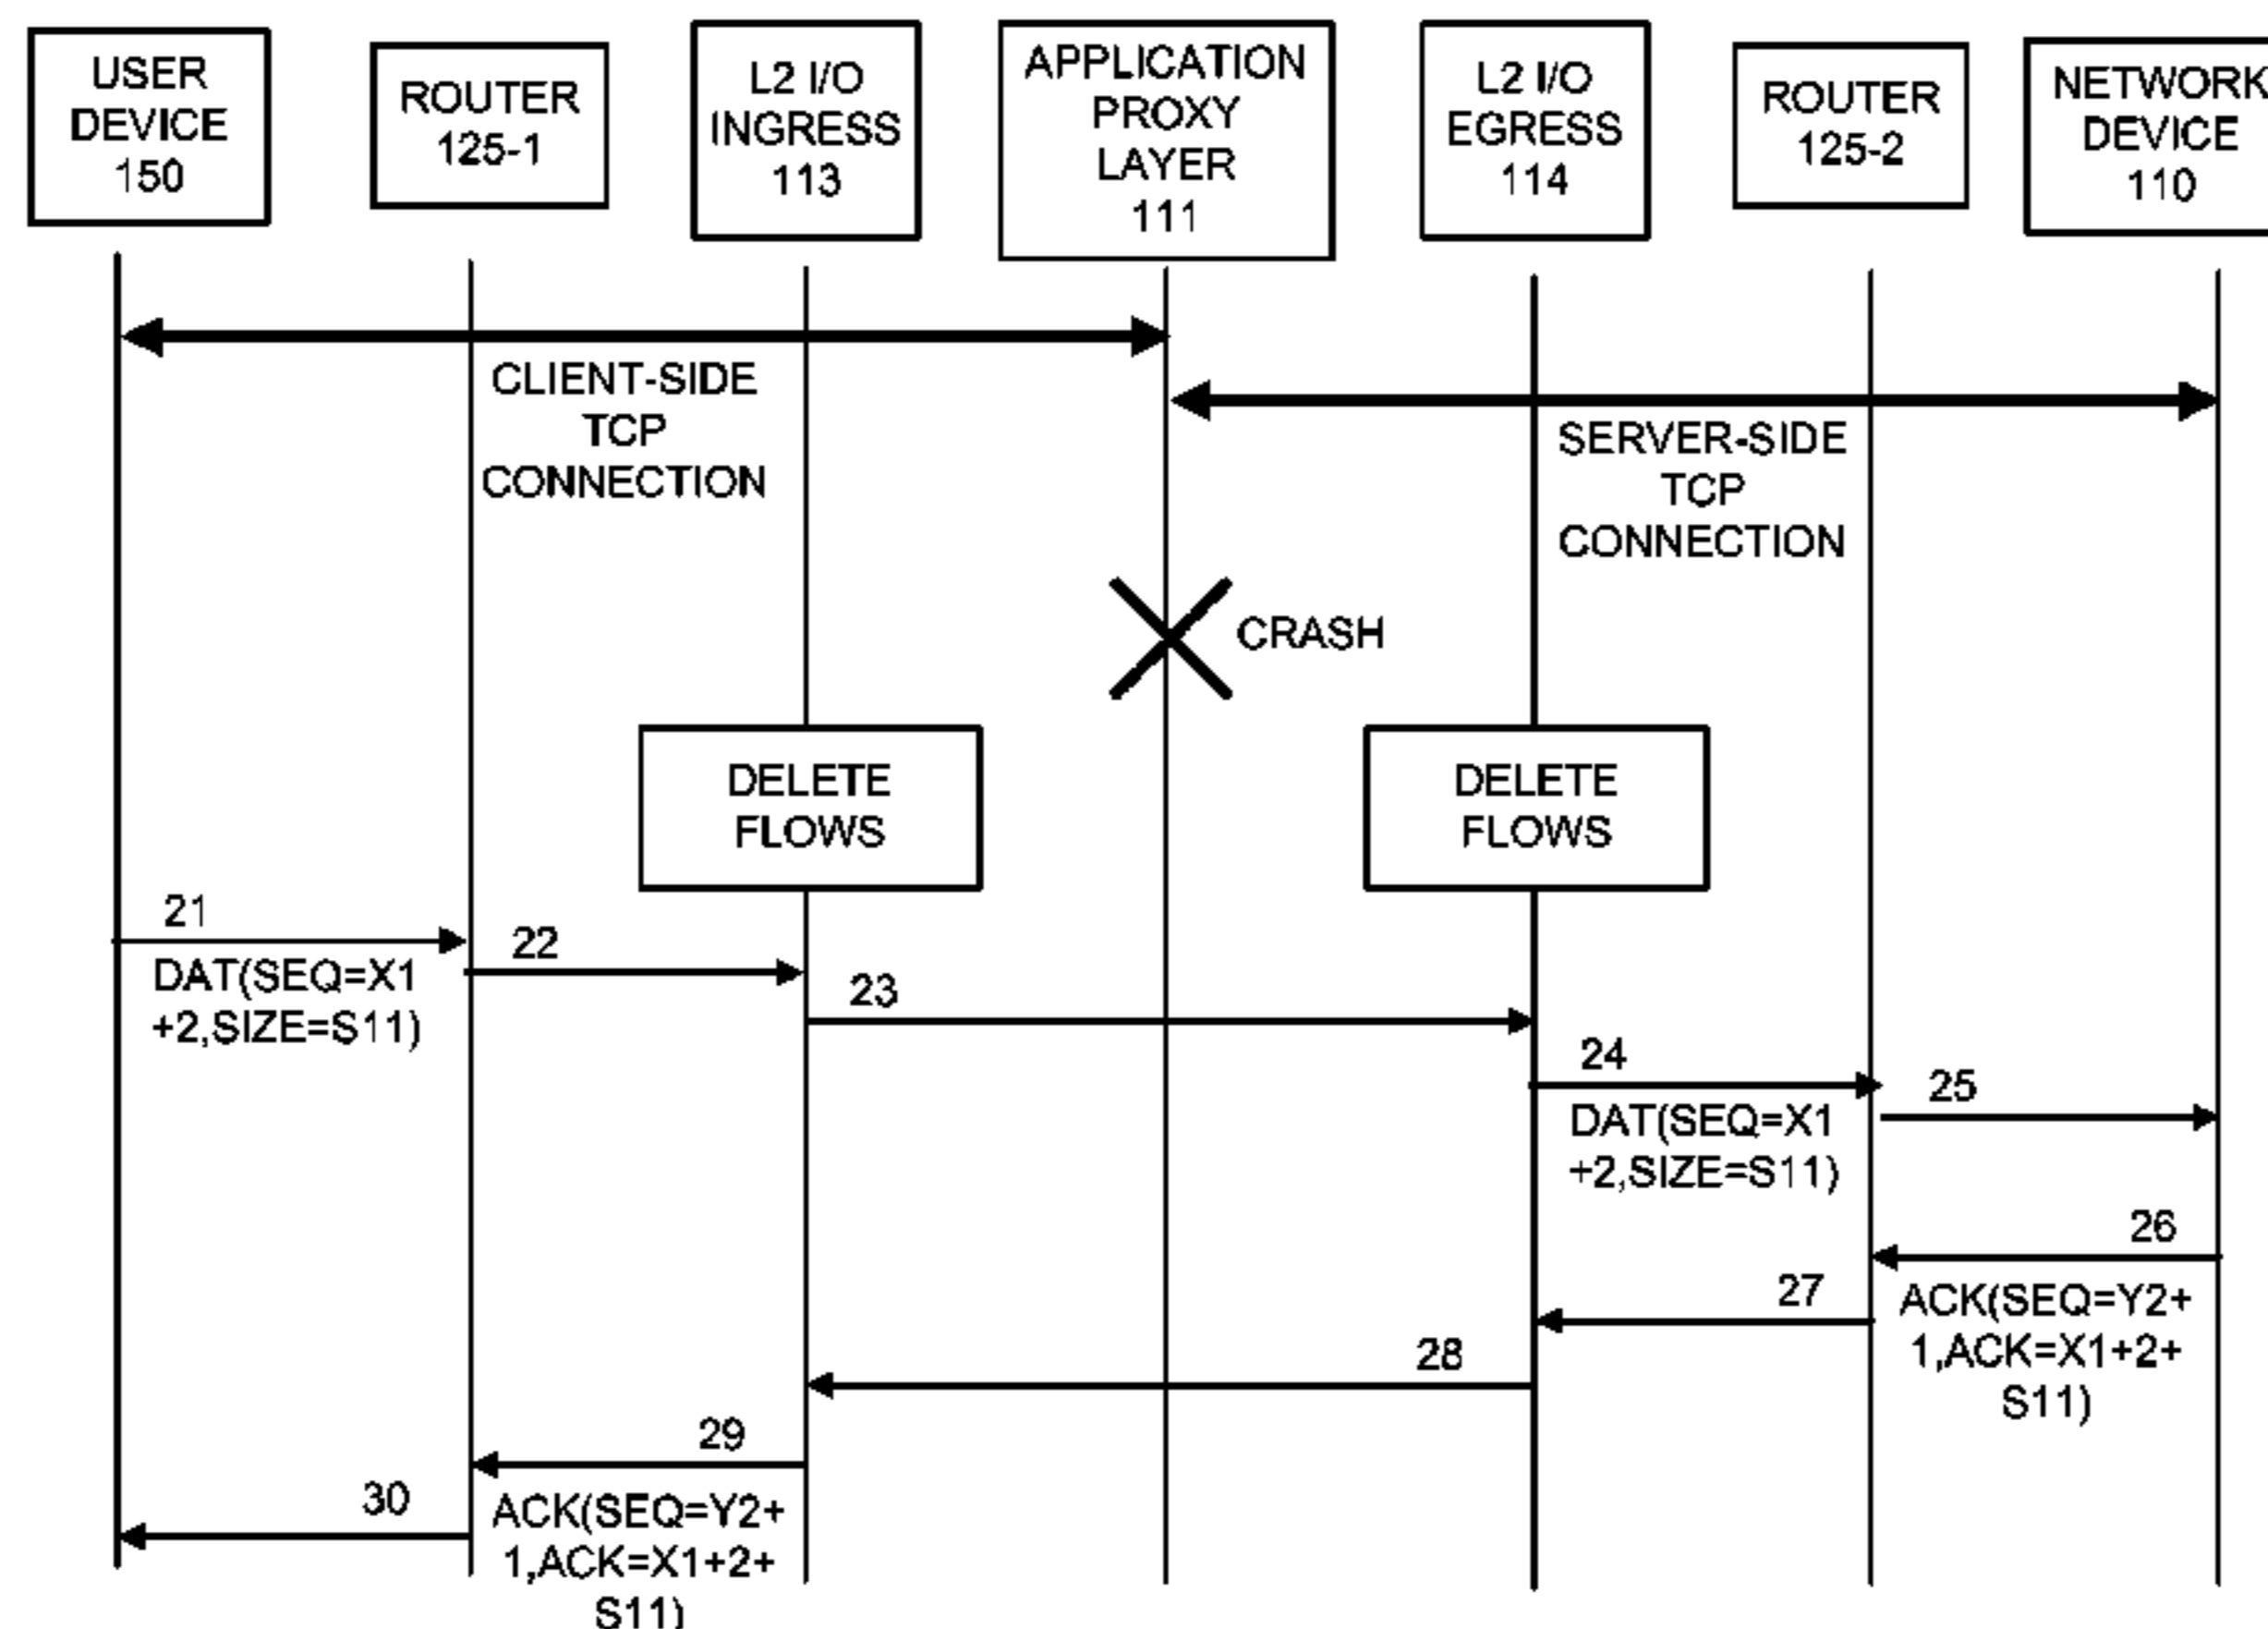 USER
DEVICE
150
ROUTER
125-1
L2 I/O
INGRESS
113
APPLICATION
PROXY
LAYER
111
L2 I/O
EGRESS
114
ROUTER
125-2
NETWORK
DEVICE
110
CLIENT-SIDE
TCP
CONNECTION
SERVER-SIDE
TCP
CONNECTION
CRASH
DELETE
FLOWS
DELETE
FLOWS
21
DAT(SEQ=X1
+2,SIZE=S11)
22
23
24
DAT(SEQ=X1
+2,SIZE=S11)
25
26
ACK(SEQ=Y2+
1,ACK=X1+2+
S11)
27
28
29
ACK(SEQ=Y2+
1,ACK=X1+2+
S11)
30